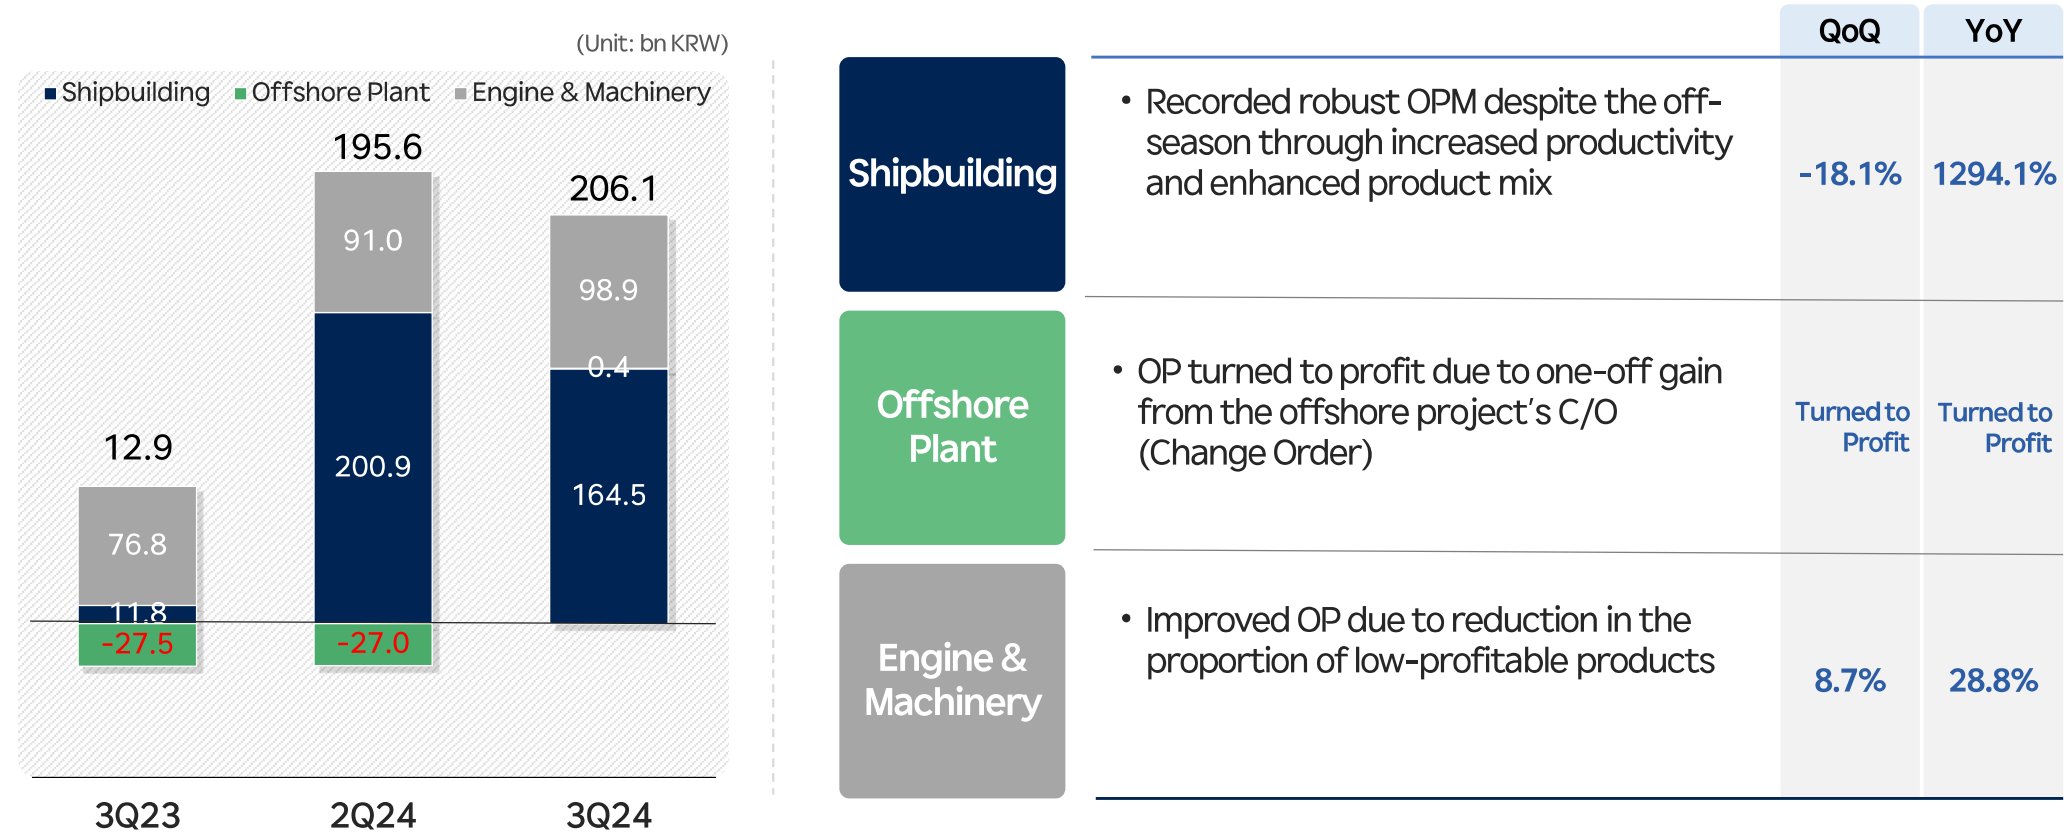 (Unit: bn KRW)
Shipbuilding Offshore Plant Engine & Machinery
195.6
206.1
12.9
91.0
98.9
0.4
200.9
164.5
76.8
11.8
-27.5
-27.0
3Q23 2Q24 3Q24
QoQ YoY
Shipbuilding
• Recorded robust OPM despite the off-
season through increased productivity
and enhanced product mix
-18.1% 1294.1%
Offshore
Plant
• OP turned to profit due to one-off gain
from the offshore project's C/O
(Change Order)
Turned to
Profit
Turned to
Profit
Engine &
Machinery
• Improved OP due to reduction in the
proportion of low-profitable products
8.7% 28.8%